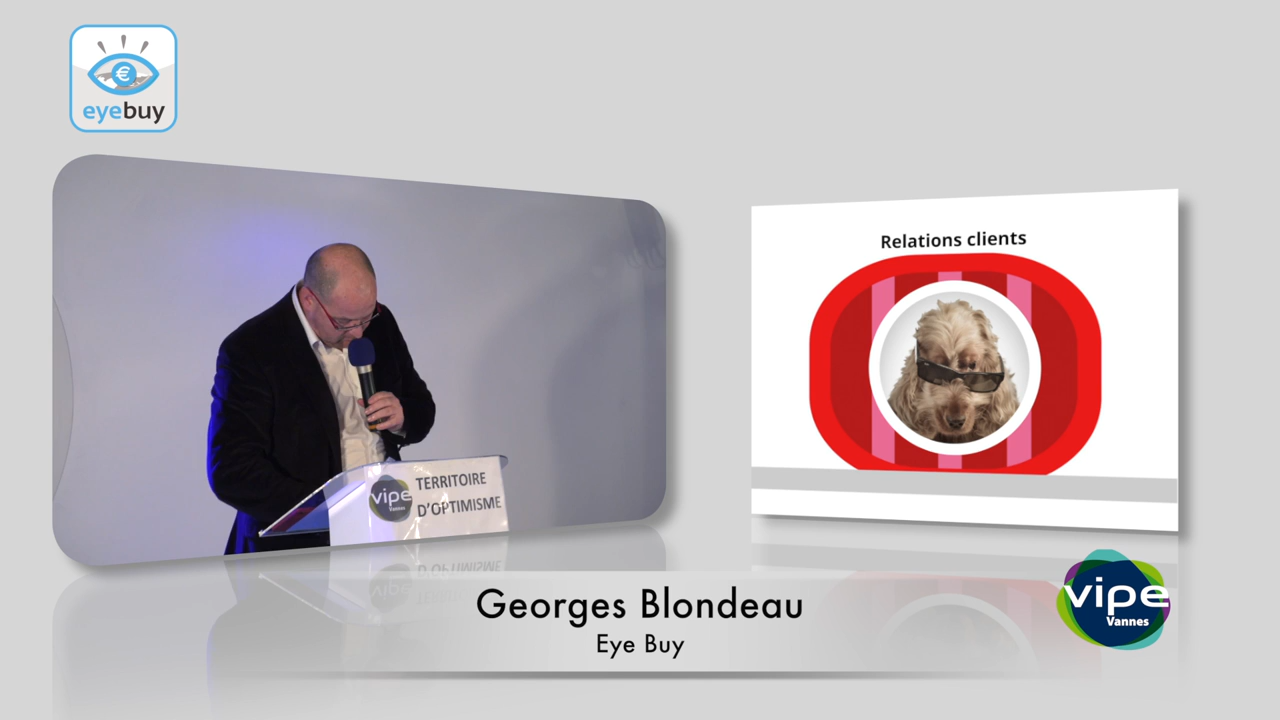 eyebuy
Relations clients
vipe
Vannes
TERRITOIRE
D'OPTIMISME
Georges Blondeau
Eye Buy
vipe
Vannes